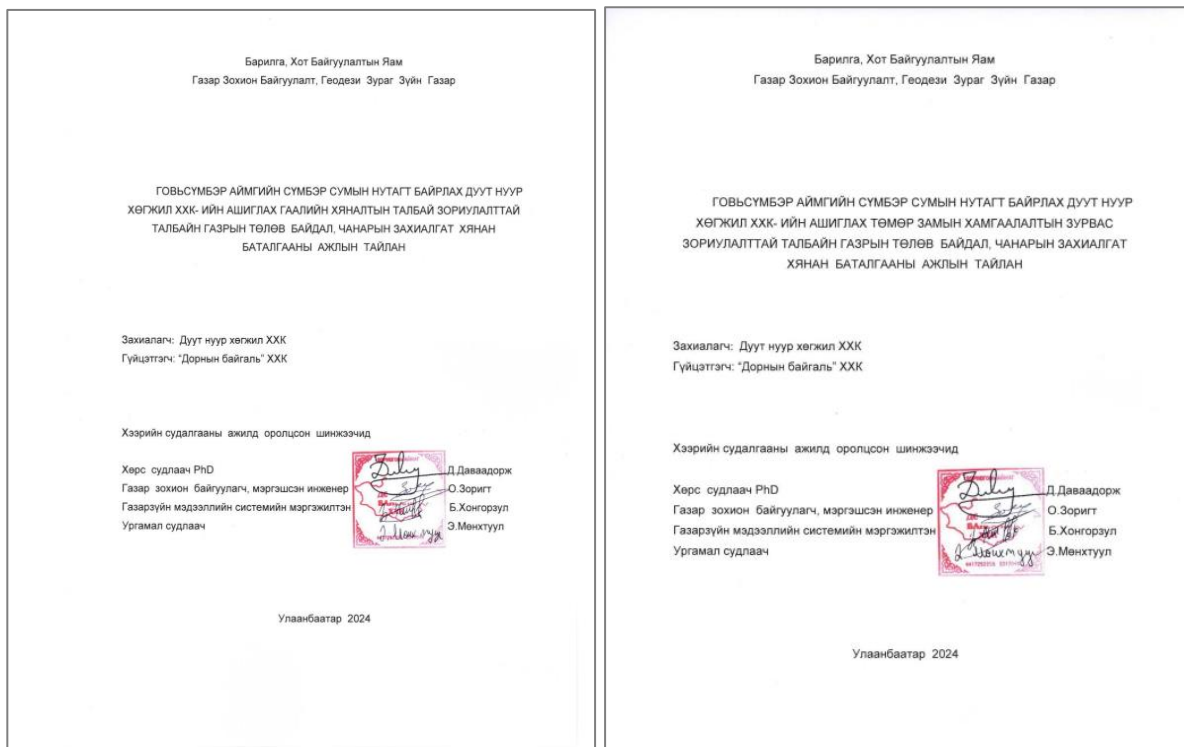 Барилга, Хот Байгуулалтын Яам
Газар Зохион Байгуулалт, Геодези Зураг Зүйн Газар
ГОВЬСҮМБЭР АЙМГИЙН СҮМБЭР СУМЫН НУТАГТ БАЙРЛАХ ДУУТ НУУР
ХӨГЖИЛ ХХК- ИЙН АШИГЛАХ ГААЛИЙН ХЯНАЛТЫН ТАЛБАЙ ЗОРИУЛАЛТТАЙ
ТАЛБАЙН ГАЗРЫН ТӨЛӨВ БАЙДАЛ, ЧАНАРЫН ЗАХИАЛГАТ ХЯНАН
БАТАЛГААНЫ АЖЛЫН ТАЙЛАН
Захиалагч: Дуут нуур хөгжил ХХК
Гүйцэтгэгч: "Дорнын байгаль" ХХК
Хээрийн судалгааны ажилд оролцсон шинжээчид
Хөрс судлаач PhD Д.Даваадорж
Газар зохион байгуулагч, мэргэшсэн инженер О.Зоригт
Газарзүйн мэдээллийн системийн мэргэжилтэн Б.Хонгорзул
Ургамал судлаач Э.Мөнхтуул
Улаанбаатар 2024
Барилга, Хот Байгуулалтын Яам
Газар Зохион Байгуулалт, Геодези Зураг Зүйн Газар
ГОВЬСҮМБЭР АЙМГИЙН СҮМБЭР СУМЫН НУТАГТ БАЙРЛАХ ДУУТ НУУР
ХӨГЖИЛ ХХК- ИЙН АШИГЛАХ ТӨМӨР ЗАМЫН ХАМГААЛАЛТЫН ЗУРВАС
ЗОРИУЛАЛТТАЙ ТАЛБАЙН ГАЗРЫН ТӨЛӨВ БАЙДАЛ, ЧАНАРЫН ЗАХИАЛГАТ
ХЯНАН БАТАЛГААНЫ АЖЛЫН ТАЙЛАН
Захиалагч: Дуут нуур хөгжил ХХК
Гүйцэтгэгч: "Дорнын байгаль" ХХК
Хээрийн судалгааны ажилд оролцсон шинжээчид
Хөрс судлаач PhD Д.Даваадорж
Газар зохион байгуулагч, мэргэшсэн инженер О.Зоригт
Газарзүйн мэдээллийн системийн мэргэжилтэн Б.Хонгорзул
Ургамал судлаач Э.Мөнхтуул
Улаанбаатар 2024